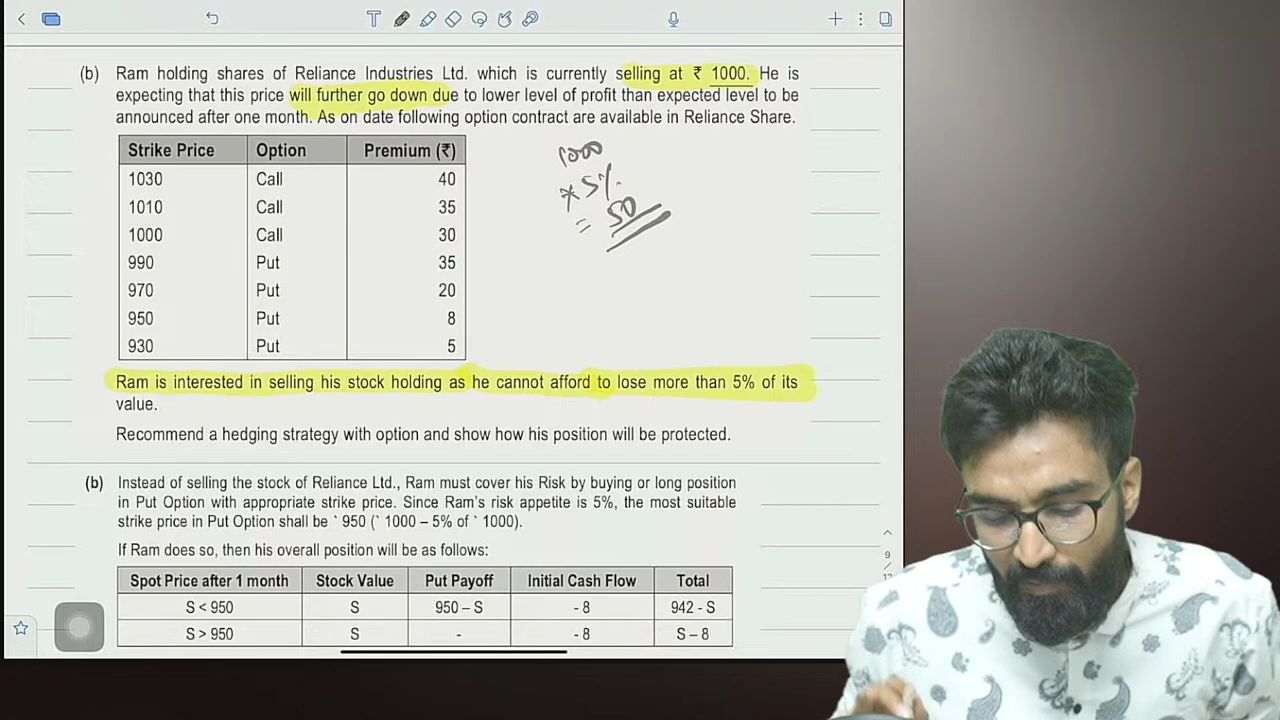 (b) Ram holding shares of Reliance Industries Ltd. which is currently selling at ₹ 1000. He is
expecting that this price will further go down due to lower level of profit than expected level to be
announced after one month. As on date following option contract are available in Reliance Share.
Strike Price Option Premium (₹)
1030 Call 40
1010 Call 35
1000 Call 30
990 Put 35
970 Put 20
950 Put 8
930 Put 5
1000
* 5%.
= 50
Ram is interested in selling his stock holding as he cannot afford to lose more than 5% of its
value.
Recommend a hedging strategy with option and show how his position will be protected.
(b) Instead of selling the stock of Reliance Ltd., Ram must cover his Risk by buying or long position
in Put Option with appropriate strike price. Since Ram's risk appetite is 5%, the most suitable
strike price in Put Option shall be ` 950 (` 1000 – 5% of ` 1000).
If Ram does so, then his overall position will be as follows:
Spot Price after 1 month Stock Value Put Payoff Initial Cash Flow Total
S < 950 S 950 – S - 8 942 - S
S > 950 S - - 8 S – 8
9
/